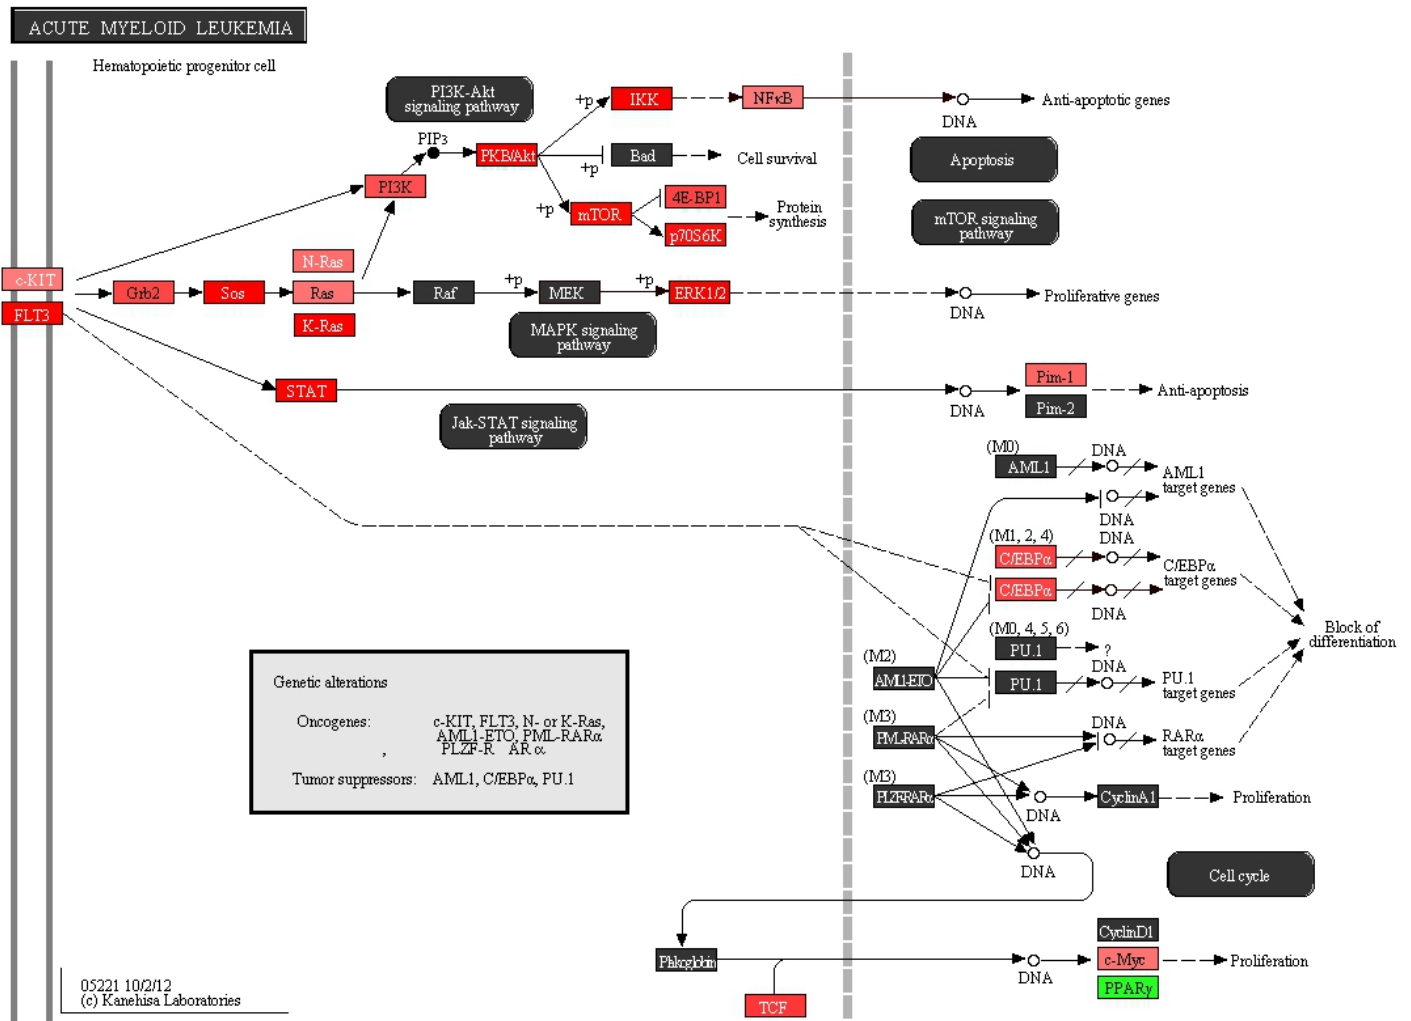 ACUTE MYELOID LEUKEMIA
Hematopoietic progenitor cell
PI3K-Akt
signaling pathway
+p
IKK
NFκB
DNA
Anti-apoptotic genes
PIP3
PKB/Akt
Bad
+p
Cell survival
Apoptosis
PI3K
+p
mTOR
4E-BP1
p70S6K
Protein
synthesis
mTOR signaling
pathway
c-KIT
FLT3
Grb2
Sos
N-Ras
Ras
K-Ras
Raf
+p
MEK
+p
ERK1/2
DNA
Proliferative genes
MAPK signaling
pathway
STAT
DNA
Pim-1
Pim-2
Anti-apoptosis
Jak-STAT signaling
pathway
(M0)
AML1
DNA
AML1
target genes
DNA
DNA
(M1, 2, 4)
C/EBPα
C/EBPα
DNA
C/EBPα
target genes
(M0, 4, 5, 6)
PU.1
?
DNA
PU.1
PU.1
target genes
Block of
differentiation
(M2)
AML1-ETO
(M3)
PML-RARα
DNA
RARα
target genes
(M3)
PLZF-RARα
DNA
CyclinA1
Proliferation
DNA
Cell cycle
Genetic alterations
Oncogenes: c-KIT, FLT3, N- or K-Ras,
AML1-ETO, PML-RARα
, PLZF-R AR α
Tumor suppressors: AML1, C/EBPα, PU.1
Plakoglobin
TCF
DNA
CyclinD1
c-Myc
PPARγ
Proliferation
05221 10/2/12
(c) Kanehisa Laboratories